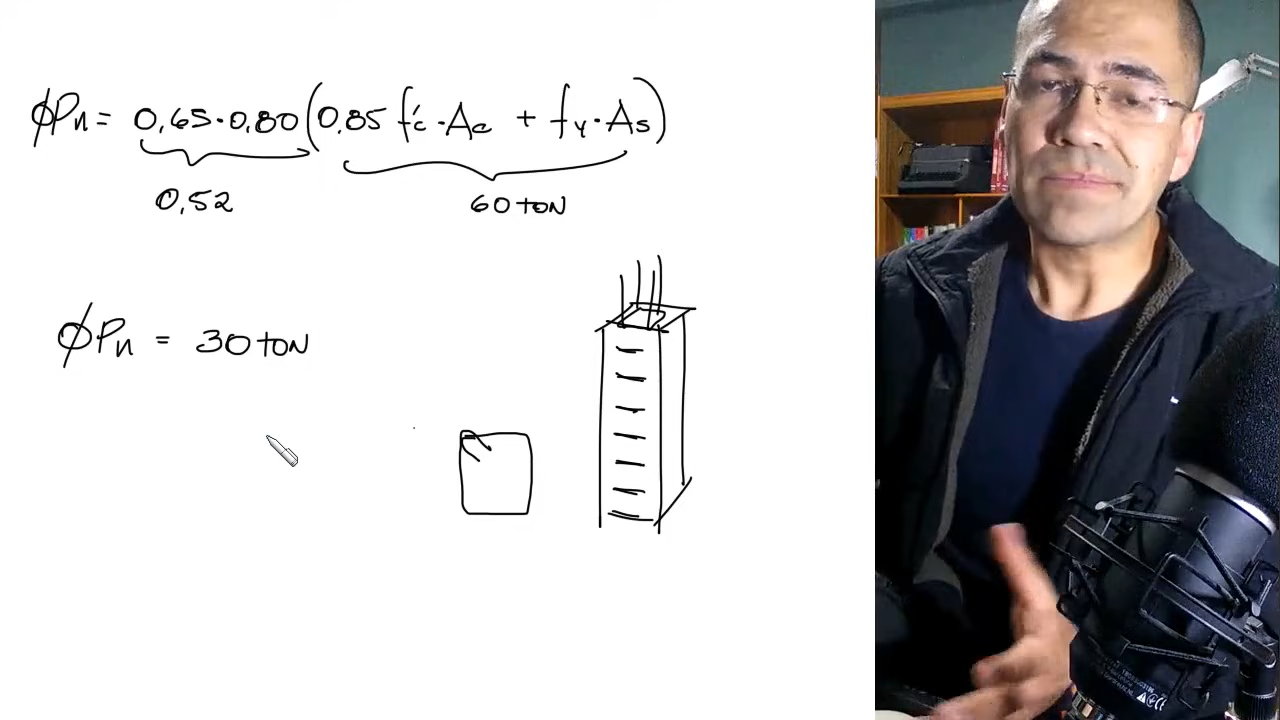 ϕPn = 0,65·0,80(0,85 f'c·Ac + fy·As)
0,52 60 ton
ϕPn = 30 ton